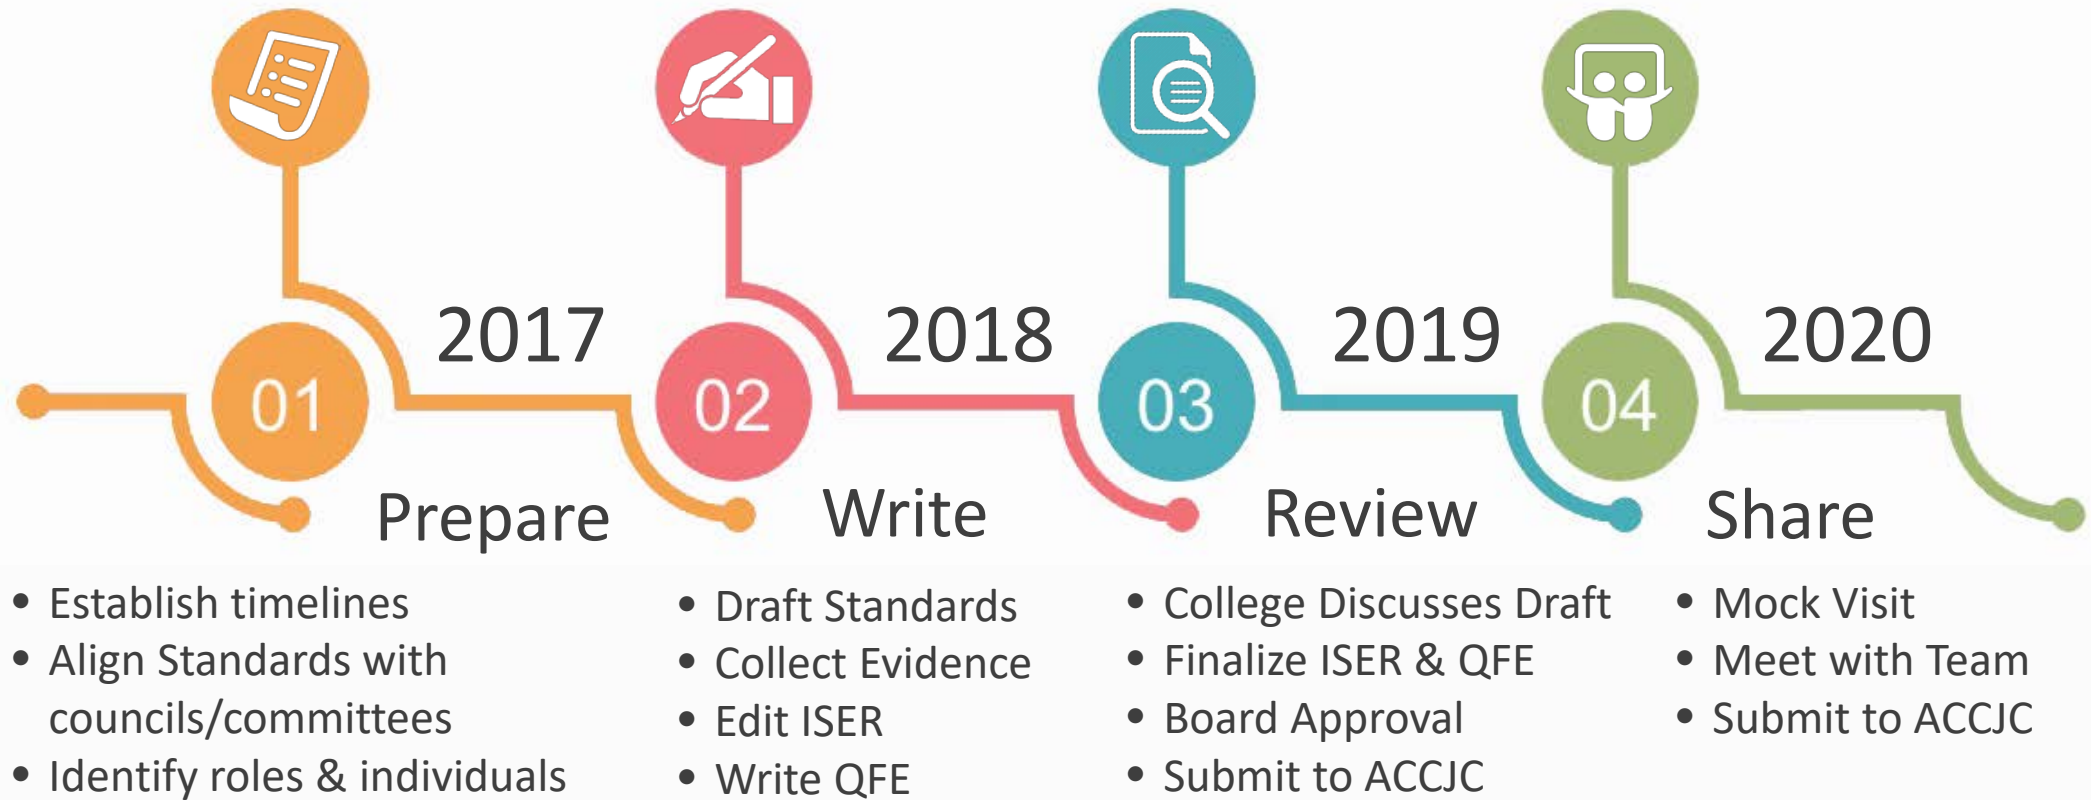 2017
2018
2019
2020
01
02
03
04
Prepare
Write
Review
Share
• Establish timelines
• Align Standards with
councils/committees
• Identify roles & individuals
• Draft Standards
• Collect Evidence
• Edit ISER
• Write QFE
• College Discusses Draft
• Finalize ISER & QFE
• Board Approval
• Submit to ACCJC
• Mock Visit
• Meet with Team
• Submit to ACCJC